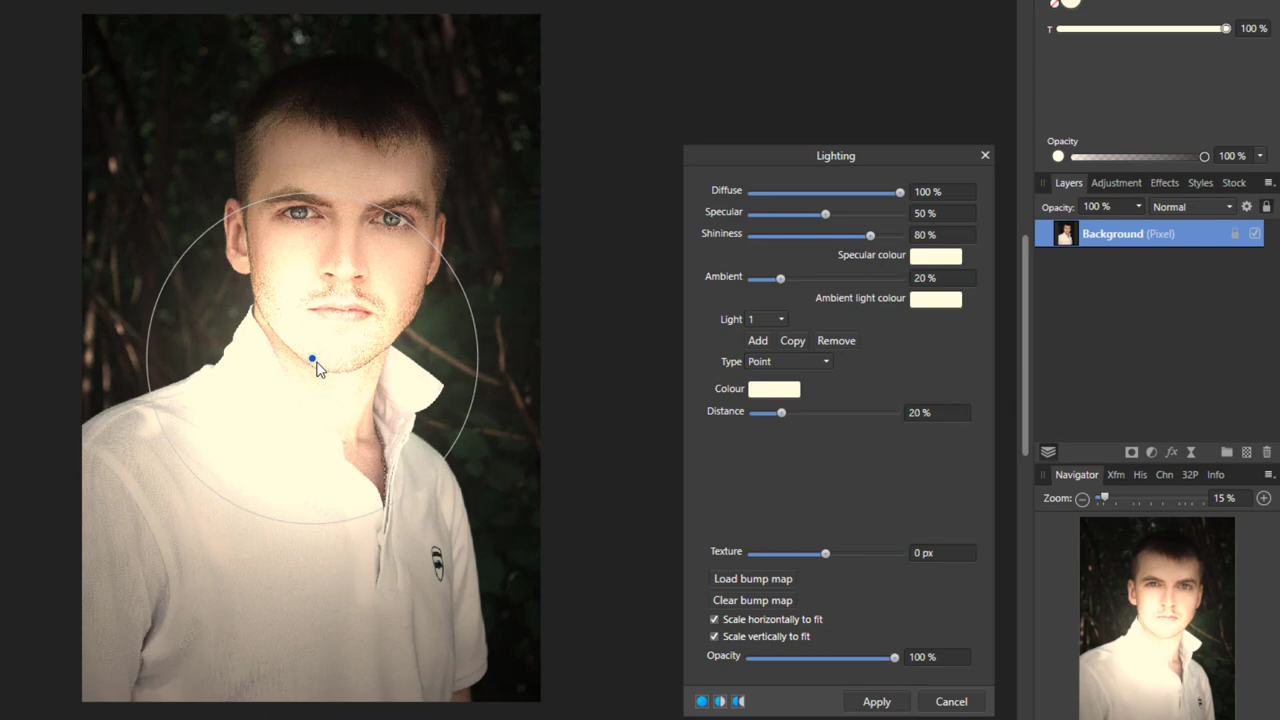 T 100 %
Opacity
100 %
Lighting
Layers Adjustment Effects Styles Stock
Diffuse 100 %
Opacity: 100 % Normal
Specular 50 %
Shininess 80 %
Background (Pixel)
Specular colour
Ambient 20 %
Ambient light colour
Light 1
Add Copy Remove
Type Point
Colour
Distance 20 %
fx
Navigator Xfm His Chn 32P Info
Zoom: 15 %
Texture 0 px
Load bump map
Clear bump map
Scale horizontally to fit
Scale vertically to fit
Opacity 100 %
Apply Cancel